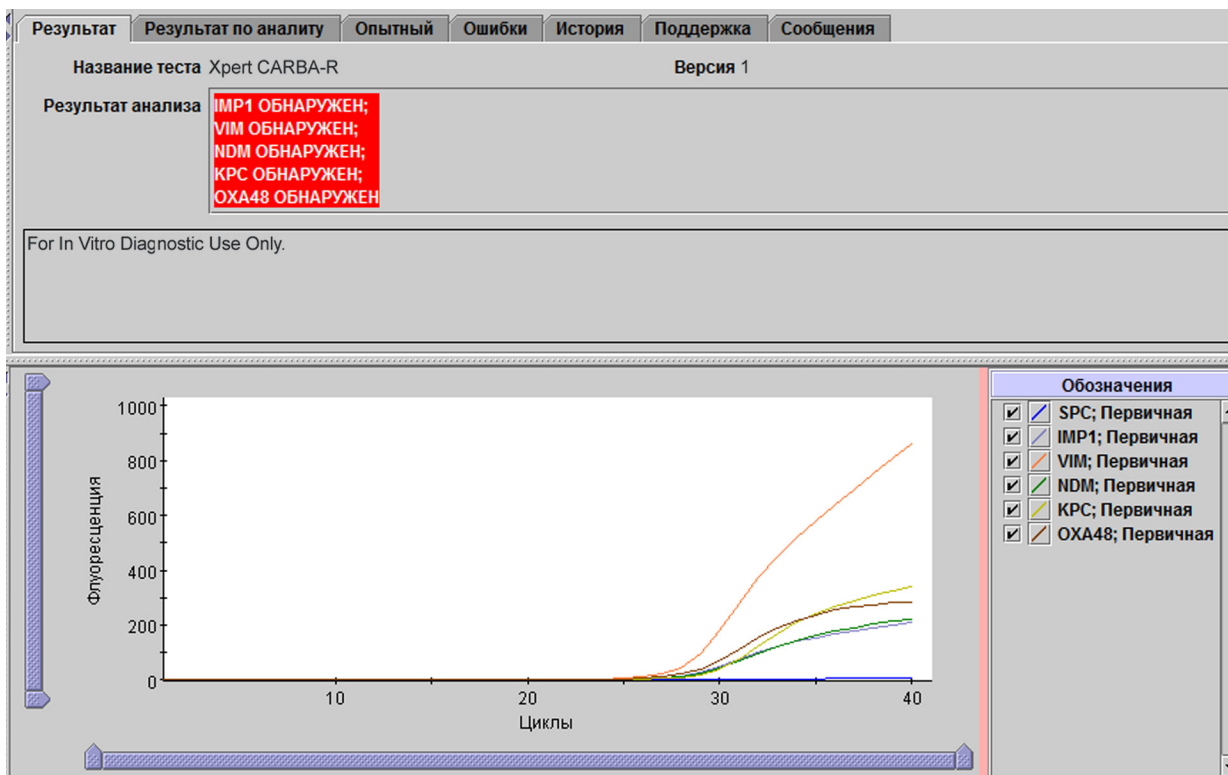 Результат Результат по аналиту Опытный Ошибки История Поддержка Сообщения
Название теста Xpert CARBA-R Версия 1
Результат анализа IMP1 ОБНАРУЖЕН;
VIM ОБНАРУЖЕН;
NDM ОБНАРУЖЕН;
KPC ОБНАРУЖЕН;
OXA48 ОБНАРУЖЕН
For In Vitro Diagnostic Use Only.
1000
800
600
400
200
0
Флуоресценция
10 20 30 40
Циклы
Обозначения
SPC; Первичная
IMP1; Первичная
VIM; Первичная
NDM; Первичная
KPC; Первичная
OXA48; Первичная